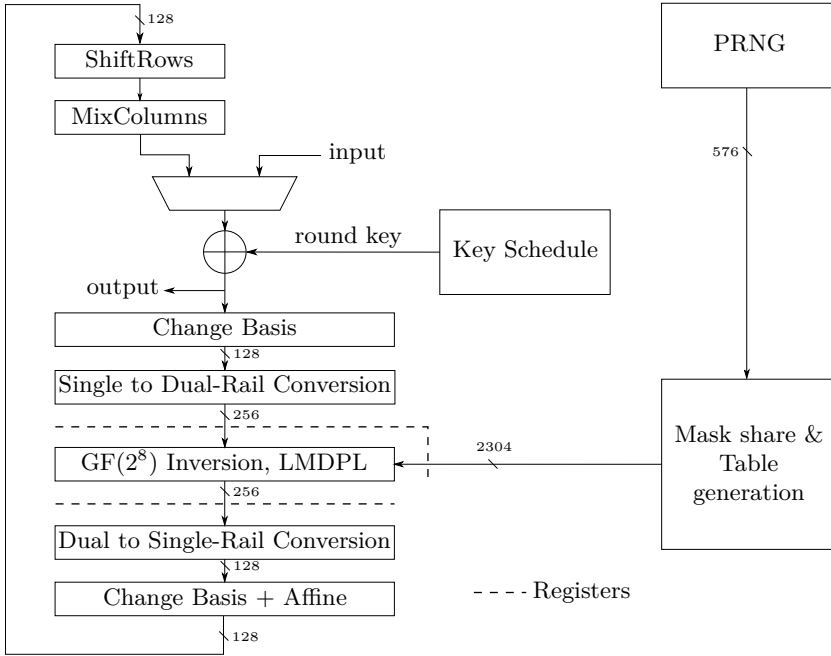 128
ShiftRows
PRNG
MixColumns
input
576
round key
Key Schedule
output
Change Basis
128
Single to Dual-Rail Conversion
256
GF(2⁸) Inversion, LMDPL
2304
Mask share &
Table
generation
256
Dual to Single-Rail Conversion
128
Change Basis + Affine
Registers
128